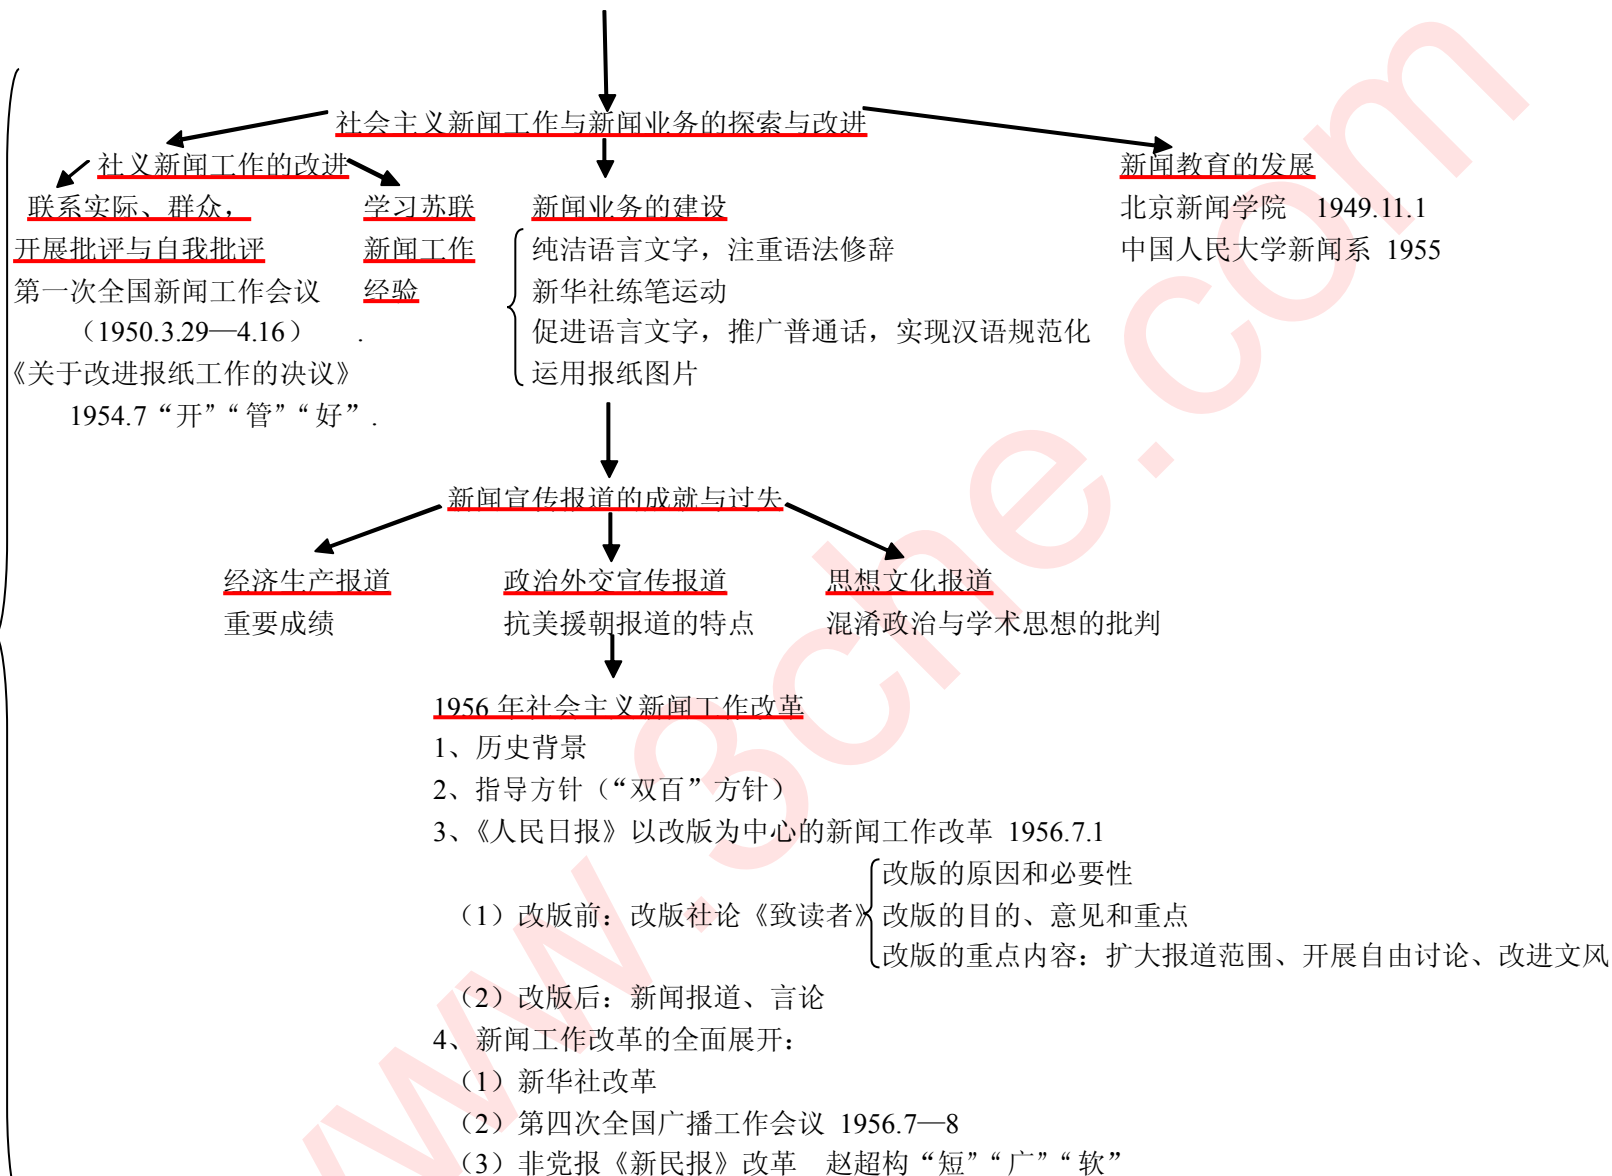 社会主义新闻工作与新闻业务的探索与改进
社义新闻工作的改进
新闻教育的发展
联系实际、群众，
学习苏联
新闻业务的建设
北京新闻学院 1949.11.1
开展批评与自我批评
新闻工作
纯洁语言文字，注重语法修辞
中国人民大学新闻系 1955
第一次全国新闻工作会议
经验
新华社练笔运动
（1950.3.29—4.16） .
促进语言文字，推广普通话，实现汉语规范化
《关于改进报纸工作的决议》
运用报纸图片
1954.7“开”“管”“好”.
新闻宣传报道的成就与过失
经济生产报道
政治外交宣传报道
思想文化报道
重要成绩
抗美援朝报道的特点
混淆政治与学术思想的批判
1956 年社会主义新闻工作改革
1、历史背景
2、指导方针（“双百”方针）
3、《人民日报》以改版为中心的新闻工作改革 1956.7.1
改版的原因和必要性
（1）改版前：改版社论《致读者》
改版的目的、意见和重点
改版的重点内容：扩大报道范围、开展自由讨论、改进文风
（2）改版后：新闻报道、言论
4、新闻工作改革的全面展开：
（1）新华社改革
（2）第四次全国广播工作会议 1956.7—8
（3）非党报《新民报》改革 赵超构“短”“广”“软”
www.3che.com